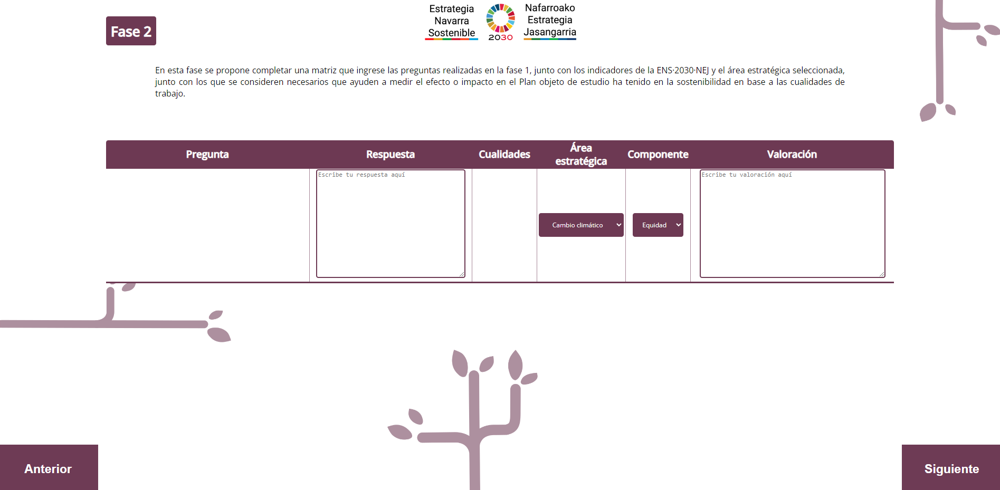 Fase 2
Estrategia
Navarra
Sostenible
2030
Nafarroako
Estrategia
Jasangarria
En esta fase se propone completar una matriz que ingrese las preguntas realizadas en la fase 1, junto con los indicadores de la ENS·2030·NEJ y el área estratégica seleccionada,
junto con los que se consideren necesarios que ayuden a medir el efecto o impacto en el Plan objeto de estudio ha tenido en la sostenibilidad en base a las cualidades de
trabajo.
Pregunta
Respuesta
Cualidades
Área
estratégica
Componente
Valoración
Escribe tu respuesta aquí
Cambio climático
Equidad
Escribe tu valoración aquí
Anterior
Siguiente